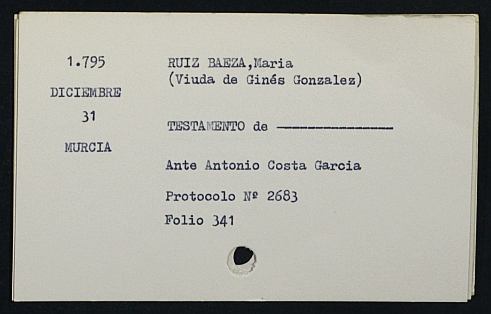 1.795
DICIEMBRE
31
MURCIA
RUIZ BAEZA,Maria
(Viuda de Ginés Gonzalez)
TESTAMENTO de ---------------
Ante Antonio Costa Garcia
Protocolo Nº 2683
Folio 341